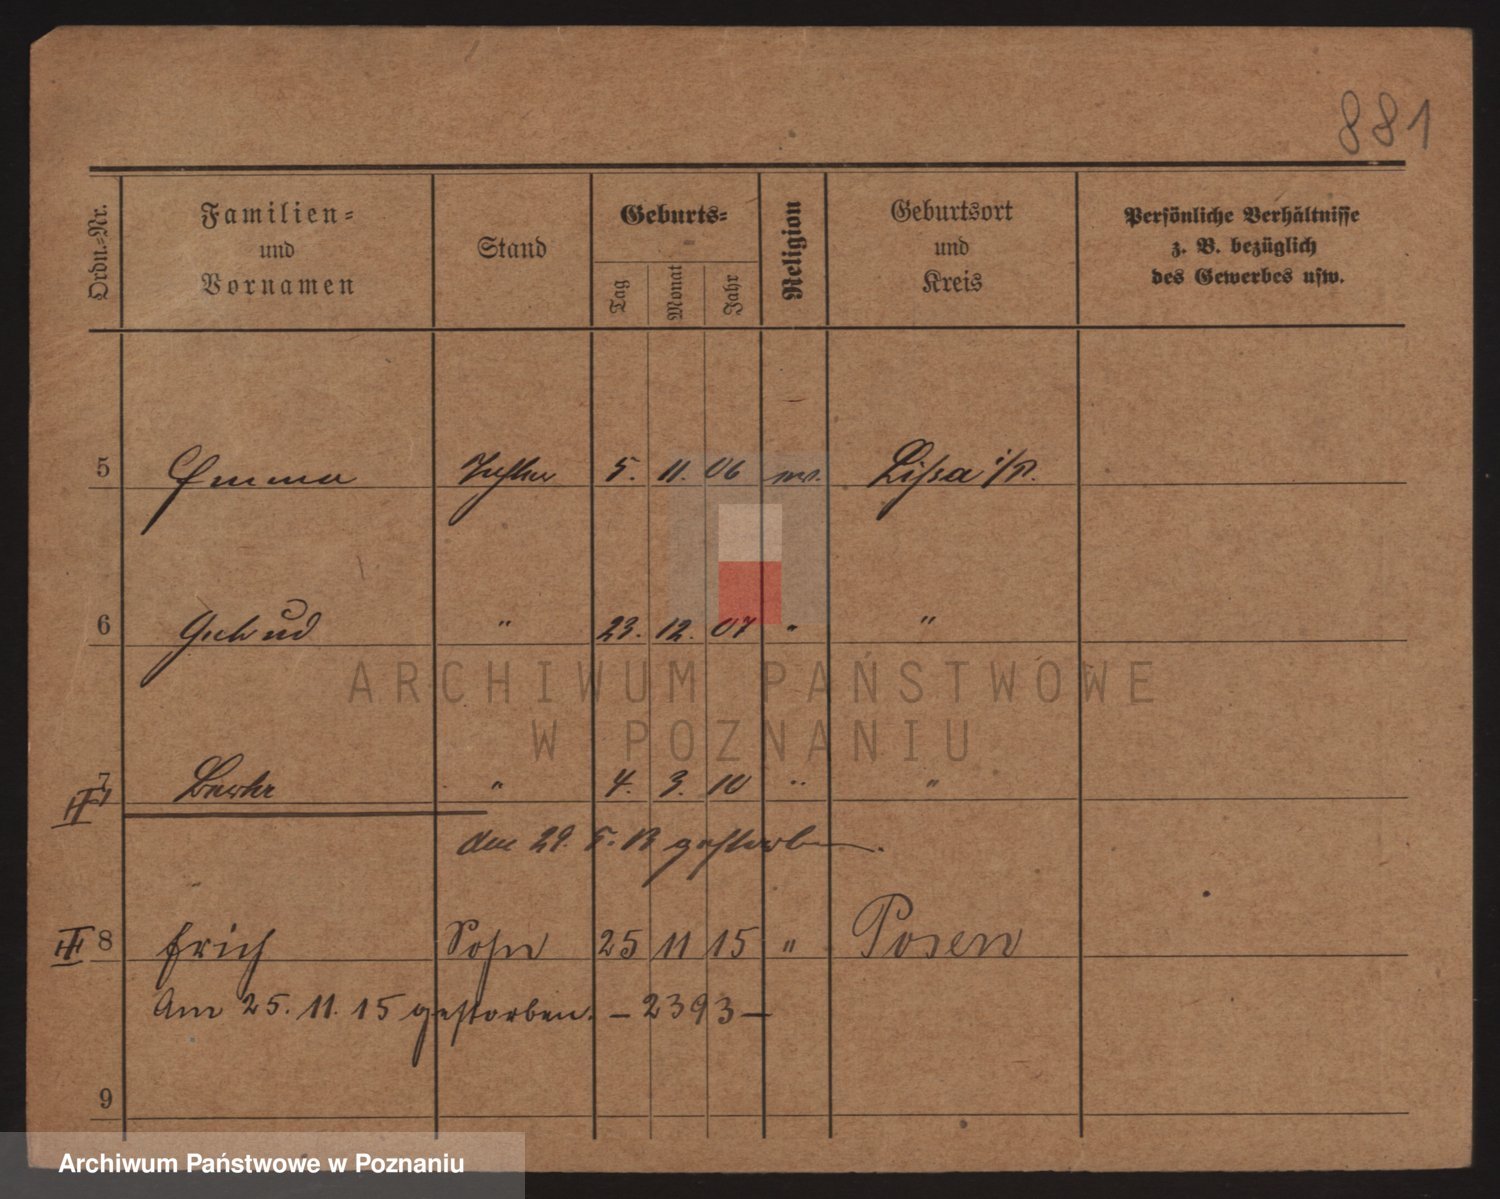 881
Ordn.-Nr.
Familien-
und
Vornamen
Stand
Geburts-
Tag
Monat
Jahr
Religion
Geburtsort
und
Kreis
Persönliche Verhältnisse
z. B. bezüglich
des Gewerbes usw.
5 Emma Tochter 5. 11. 06 ev. Lissa i/P.
6 Gertrud " 23. 12. 07 " "
7 " 4. 3. 10 " "
den 29. 5. 13 gestorben.
8 Erich Sohn 25 11 15 " Posen
Am 25. 11. 15 gestorben. – 2393 –
9
ARCHIWUM PAŃSTWOWE
W POZNANIU
Archiwum Państwowe w Poznaniu